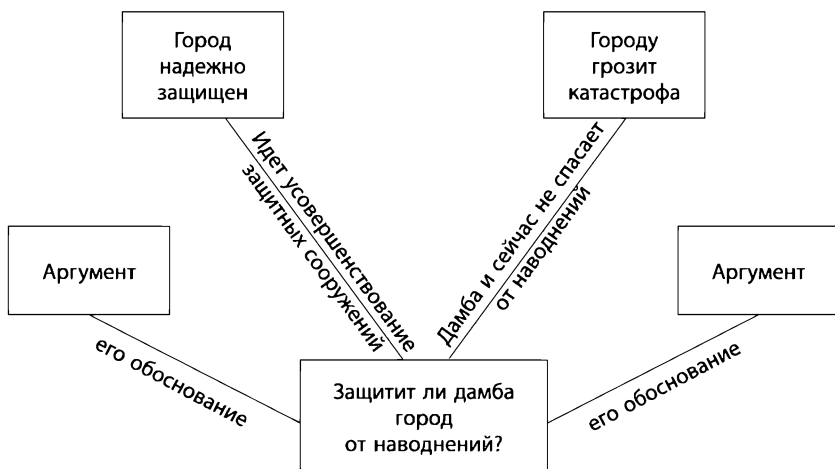 Город
надежно
защищен
Городу
грозит
катастрофа
Идет усовершенствование
защитных сооружений
Дамба и сейчас не спасает
от наводнений
Аргумент
Аргумент
его обоснование
его обоснование
Защитит ли дамба
город
от наводнений?